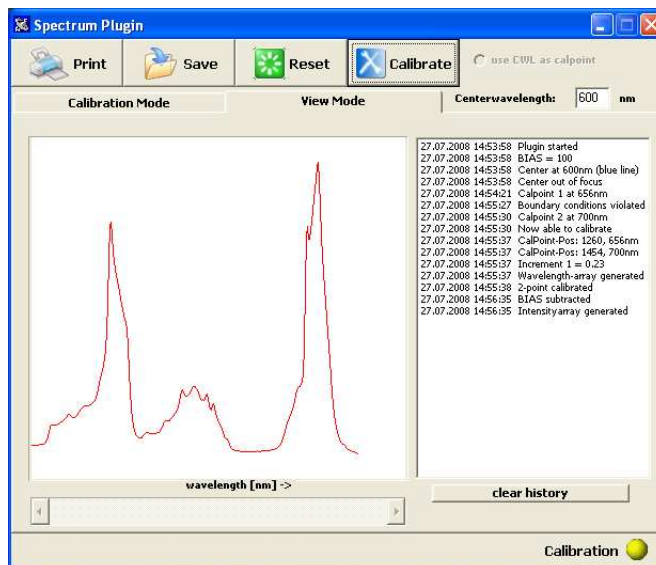 Spectrum Plugin
Print Save Reset Calibrate use CWL as calpoint
Calibration Mode View Mode Centerwavelength: 600 nm
27.07.2008 14:53:58 Plugin started
27.07.2008 14:53:58 BIAS = 100
27.07.2008 14:53:58 Center at 600nm (blue line)
27.07.2008 14:53:58 Center out of focus
27.07.2008 14:54:21 Calpoint 1 at 656nm
27.07.2008 14:55:27 Boundary conditions violated
27.07.2008 14:55:30 Calpoint 2 at 700nm
27.07.2008 14:55:30 Now able to calibrate
27.07.2008 14:55:37 CalPoint-Pos: 1260, 656nm
27.07.2008 14:55:37 CalPoint-Pos: 1454, 700nm
27.07.2008 14:55:37 Increment 1 = 0.23
27.07.2008 14:55:37 Wavelength-array generated
27.07.2008 14:55:38 2-point calibrated
27.07.2008 14:56:35 BIAS subtracted
27.07.2008 14:56:35 Intensityarray generated
wavelength [nm] ->
clear history
Calibration